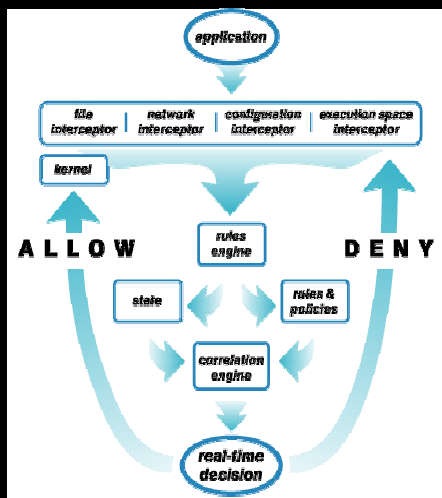 application
file network configuration execution space
interceptor interceptor interceptor interceptor
kernel
rules
engine
ALLOW DENY
state rules &
policies
correlation
engine
real-time
decision